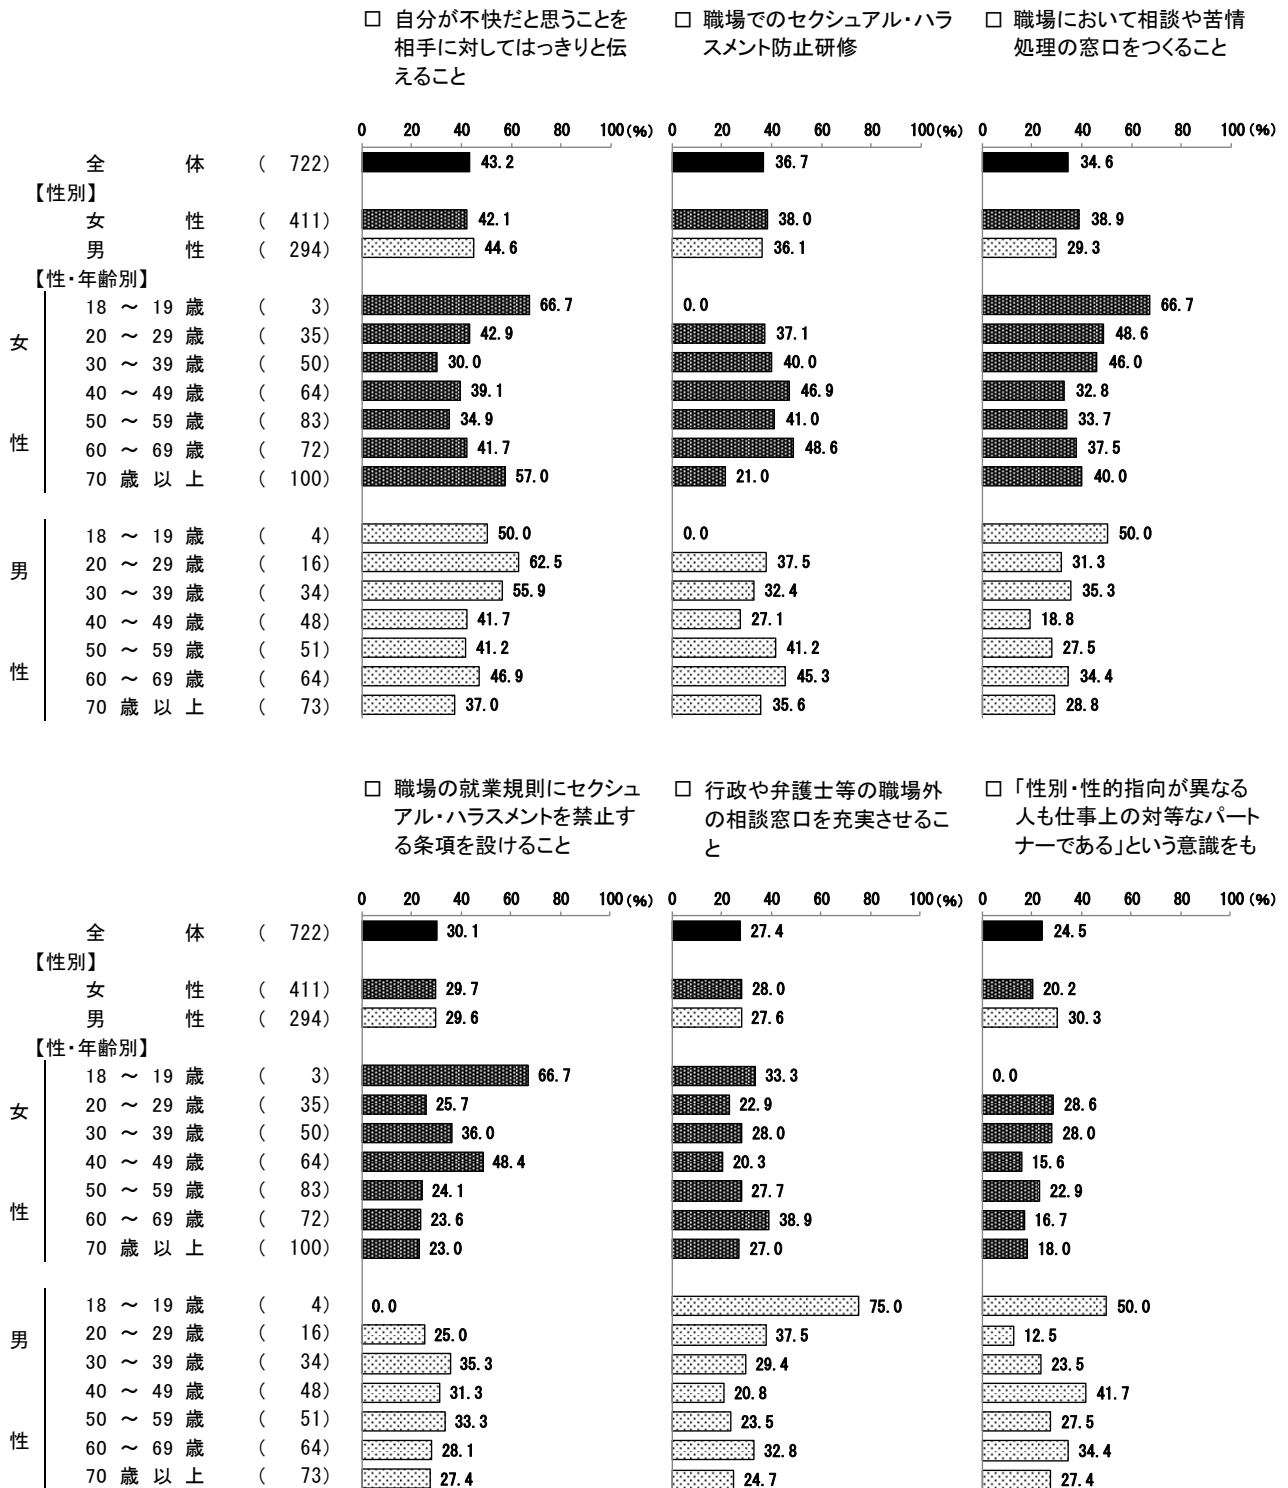 □ 自分が不快だと思うことを相手に対してはっきりと伝えること
□ 職場でのセクシュアル・ハラスメント防止研修
□ 職場において相談や苦情処理の窓口をつくること
0 20 40 60 80 100(%) 0 20 40 60 80 100(%) 0 20 40 60 80 100(%)
全体 ( 722) 43.2 36.7 34.6
【性別】
女性 ( 411) 42.1 38.0 38.9
男性 ( 294) 44.6 36.1 29.3
【性・年齢別】
女性
18 ～ 19 歳 ( 3) 66.7 0.0 66.7
20 ～ 29 歳 ( 35) 42.9 37.1 48.6
30 ～ 39 歳 ( 50) 30.0 40.0 46.0
40 ～ 49 歳 ( 64) 39.1 46.9 32.8
50 ～ 59 歳 ( 83) 34.9 41.0 33.7
60 ～ 69 歳 ( 72) 41.7 48.6 37.5
70 歳 以 上 ( 100) 57.0 21.0 40.0
男性
18 ～ 19 歳 ( 4) 50.0 0.0 50.0
20 ～ 29 歳 ( 16) 62.5 37.5 31.3
30 ～ 39 歳 ( 34) 55.9 32.4 35.3
40 ～ 49 歳 ( 48) 41.7 27.1 18.8
50 ～ 59 歳 ( 51) 41.2 41.2 27.5
60 ～ 69 歳 ( 64) 46.9 45.3 34.4
70 歳 以 上 ( 73) 37.0 35.6 28.8
□ 職場の就業規則にセクシュアル・ハラスメントを禁止する条項を設けること
□ 行政や弁護士等の職場外の相談窓口を充実させること
□ 「性別・性的指向が異なる人も仕事上の対等なパートナーである」という意識をも
0 20 40 60 80 100(%) 0 20 40 60 80 100(%) 0 20 40 60 80 100(%)
全体 ( 722) 30.1 27.4 24.5
【性別】
女性 ( 411) 29.7 28.0 20.2
男性 ( 294) 29.6 27.6 30.3
【性・年齢別】
女性
18 ～ 19 歳 ( 3) 66.7 33.3 0.0
20 ～ 29 歳 ( 35) 25.7 22.9 28.6
30 ～ 39 歳 ( 50) 36.0 28.0 28.0
40 ～ 49 歳 ( 64) 48.4 20.3 15.6
50 ～ 59 歳 ( 83) 24.1 27.7 22.9
60 ～ 69 歳 ( 72) 23.6 38.9 16.7
70 歳 以 上 ( 100) 23.0 27.0 18.0
男性
18 ～ 19 歳 ( 4) 0.0 75.0 50.0
20 ～ 29 歳 ( 16) 25.0 37.5 12.5
30 ～ 39 歳 ( 34) 35.3 29.4 23.5
40 ～ 49 歳 ( 48) 31.3 20.8 41.7
50 ～ 59 歳 ( 51) 33.3 23.5 27.5
60 ～ 69 歳 ( 64) 28.1 32.8 34.4
70 歳 以 上 ( 73) 27.4 24.7 27.4